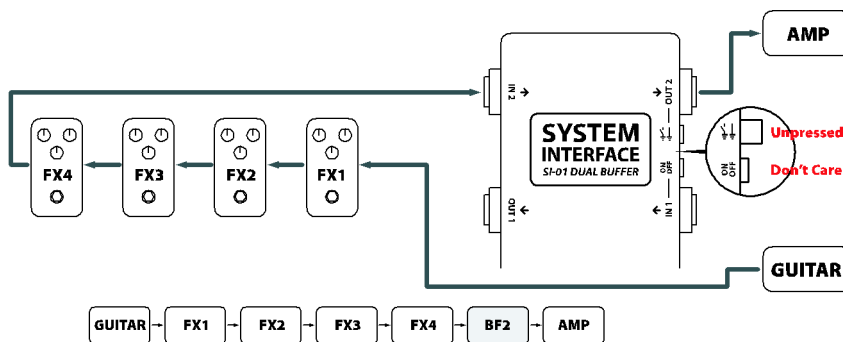 AMP
IN 2
OUT 2
SYSTEM
INTERFACE
SI-01 DUAL BUFFER
Unpressed
ON
OFF
ON
OFF
Don't Care
FX4
FX3
FX2
FX1
OUT 1
IN 1
GUITAR
GUITAR
FX1
FX2
FX3
FX4
BF2
AMP